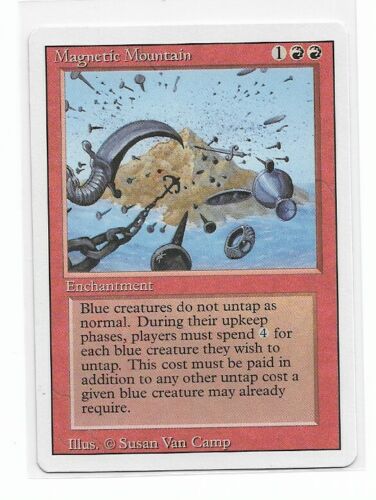 Magnetic Mountain 1
Enchantment
Blue creatures do not untap as
normal. During their upkeep
phases, players must spend 4 for
each blue creature they wish to
untap. This cost must be paid in
addition to any other untap cost a
given blue creature may already
require.
Illus. © Susan Van Camp